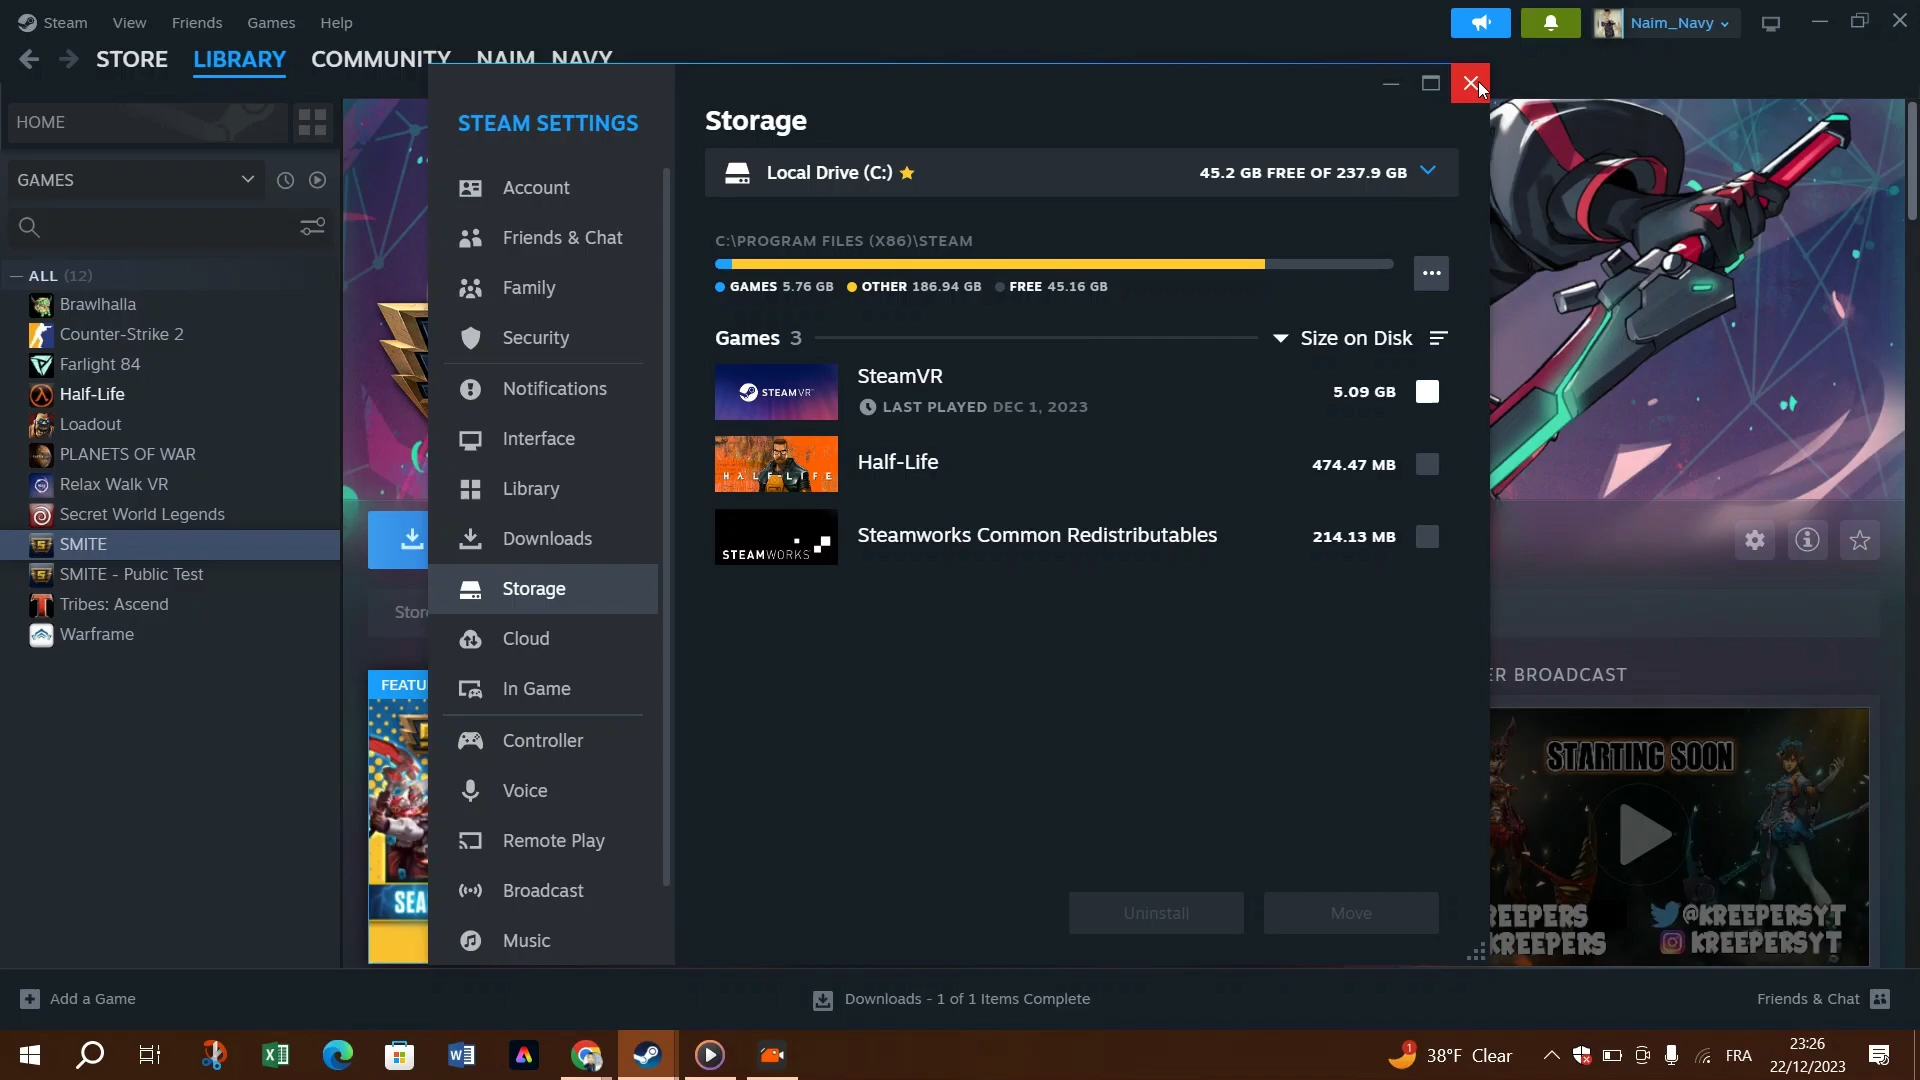 Steam View Friends Games Help
Naim_Navy
STORE LIBRARY COMMUNITY NAIM_NAVY
HOME
GAMES
— ALL (12)
Brawlhalla
Counter-Strike 2
Farlight 84
Half-Life
Loadout
PLANETS OF WAR
Relax Walk VR
Secret World Legends
SMITE
SMITE - Public Test
Tribes: Ascend
Warframe
STEAM SETTINGS
Account
Friends & Chat
Family
Security
Notifications
Interface
Library
Downloads
Storage
Cloud
In Game
Controller
Voice
Remote Play
Broadcast
Music
Storage
Local Drive (C:) 45.2 GB FREE OF 237.9 GB
C:\PROGRAM FILES (X86)\STEAM
GAMES 5.76 GB OTHER 186.94 GB FREE 45.16 GB
Games 3 Size on Disk
STEAMVR
SteamVR
LAST PLAYED DEC 1, 2023
5.09 GB
HALF-LIFE
Half-Life
474.47 MB
STEAMWORKS
Steamworks Common Redistributables
214.13 MB
Uninstall Move
Stor
FEATU
SEA
ER BROADCAST
STARTING SOON
REEPERS
KREEPERS
@KREEPERSYT
KREEPERSYT
Add a Game
Downloads - 1 of 1 Items Complete
Friends & Chat
1
38°F Clear
FRA
23:26
22/12/2023